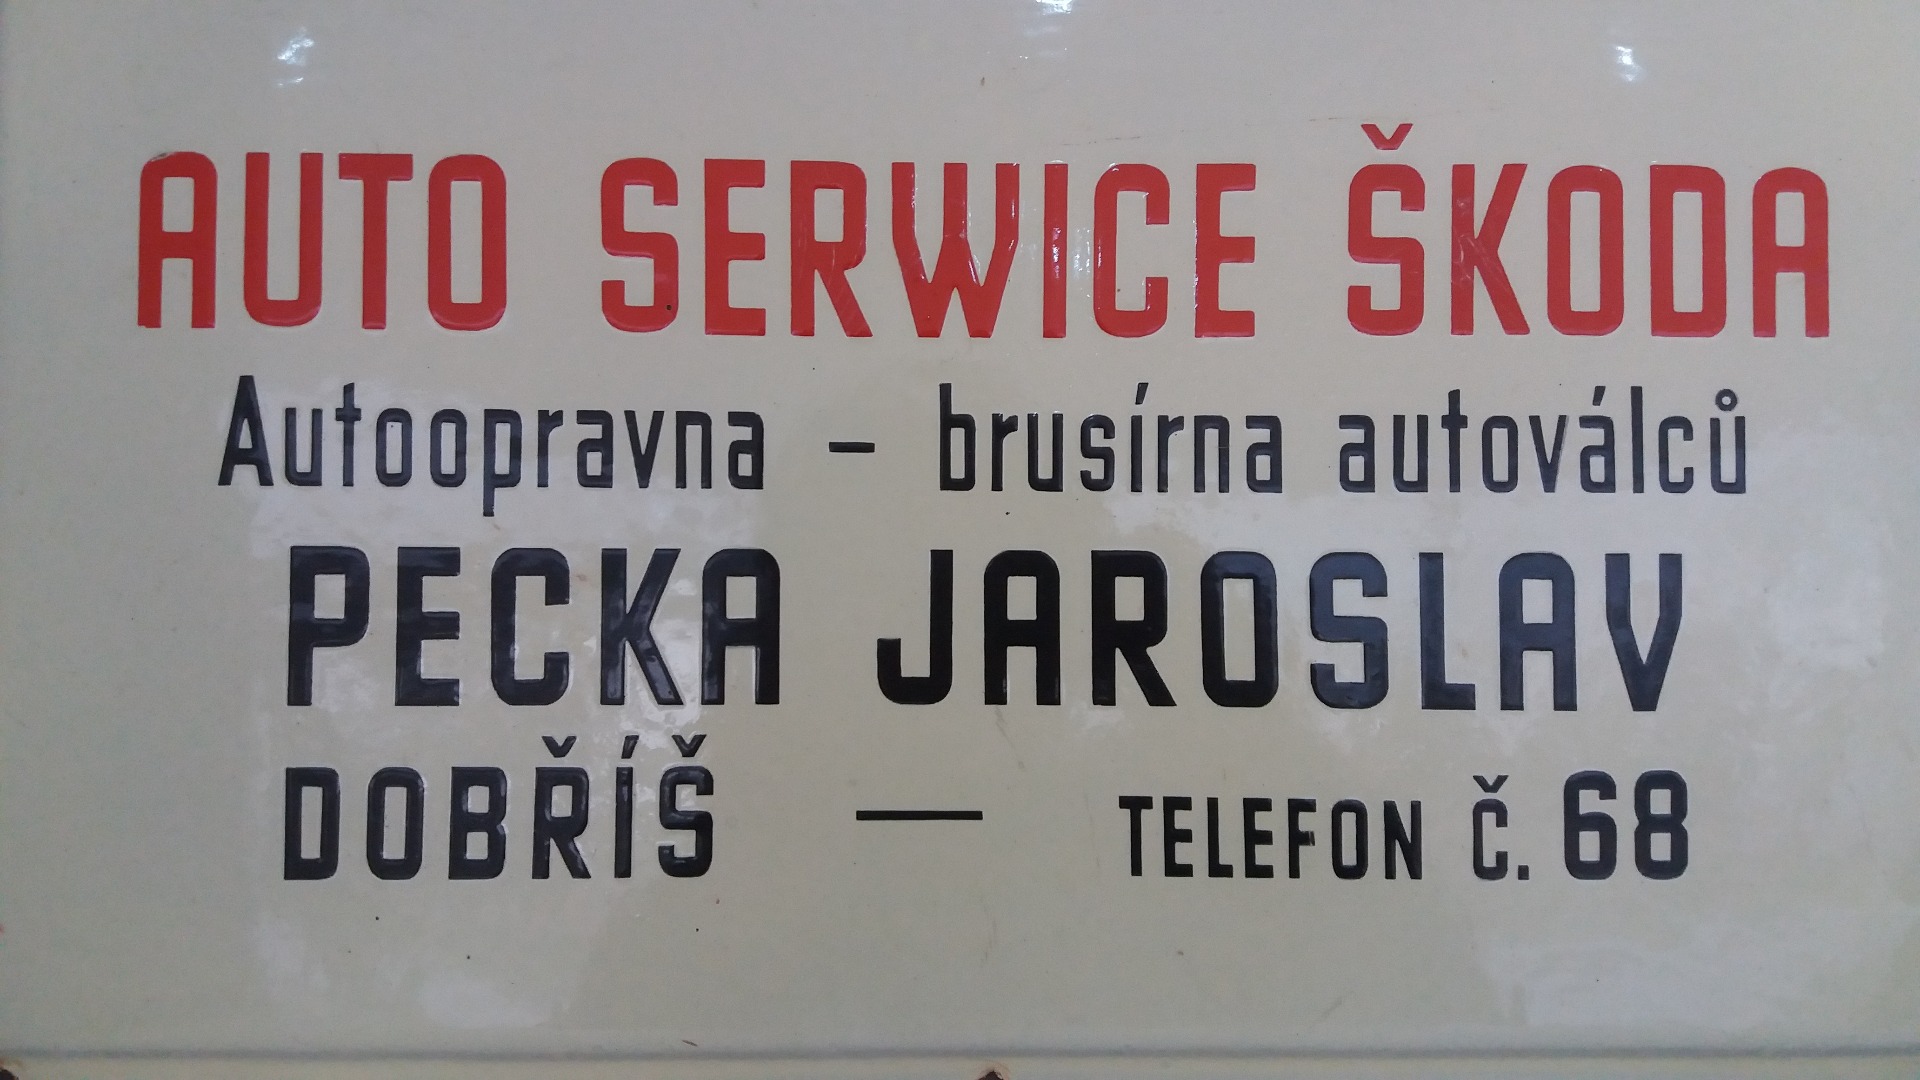 AUTO SERWICE ŠKODA
Autoopravna – brusírna autoválců
PECKA JAROSLAV
DOBŘÍŠ — TELEFON Č. 68